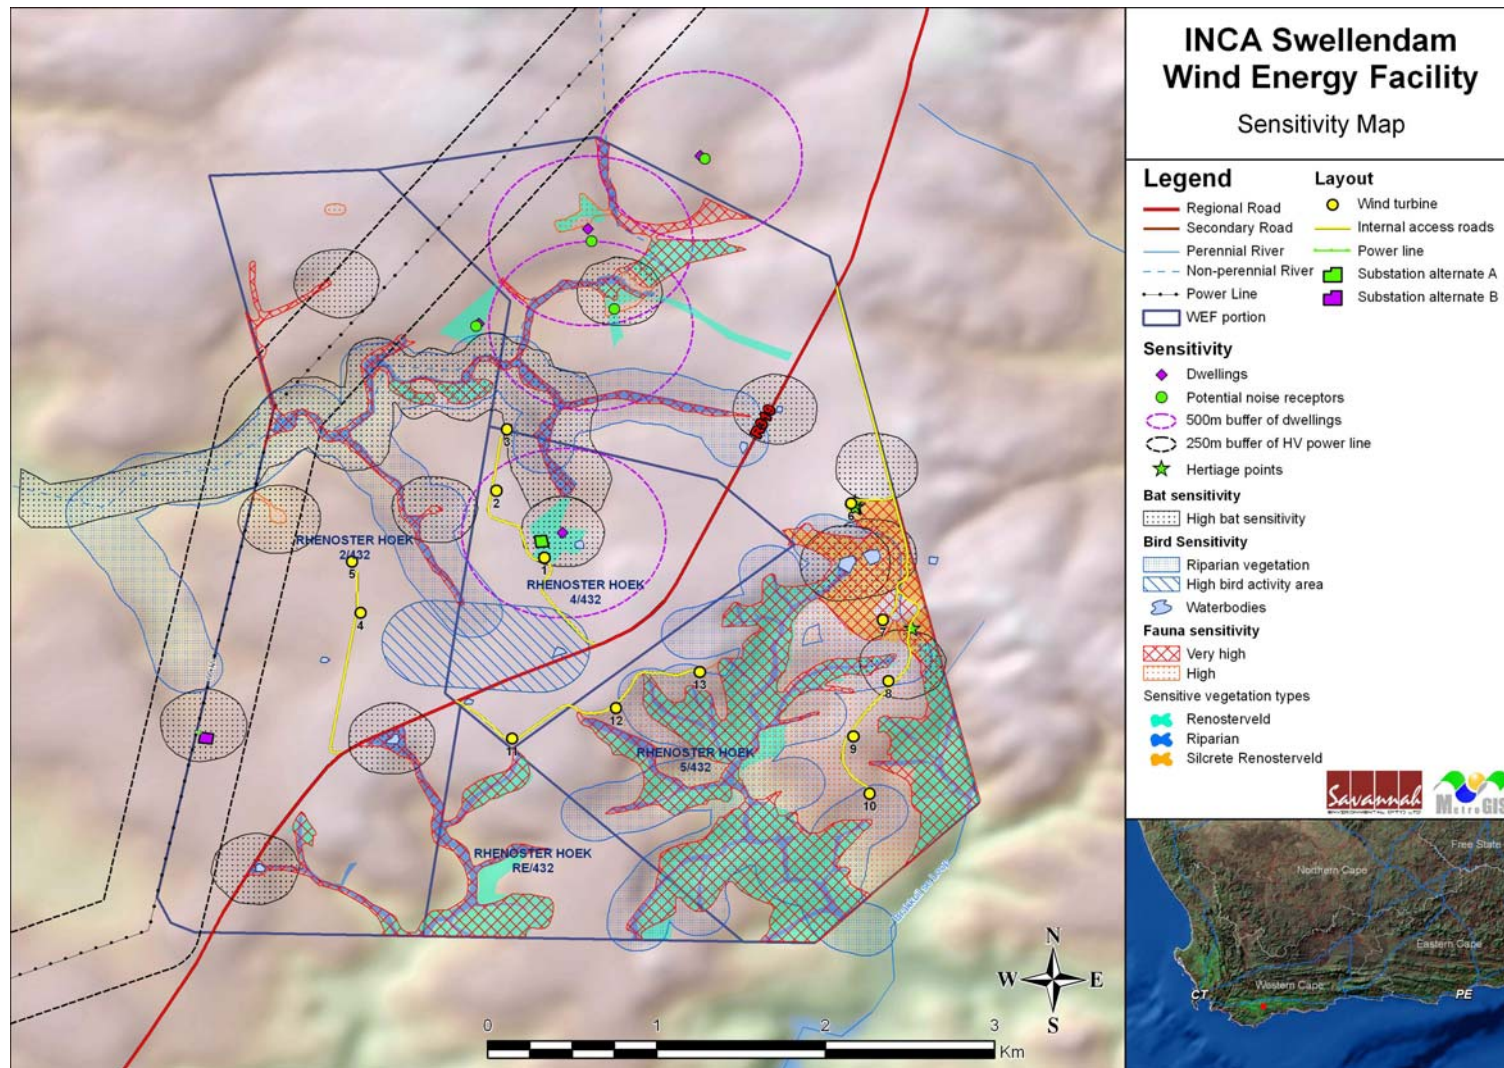 INCA Swellendam
Wind Energy Facility
Sensitivity Map
Legend
Regional Road
Secondary Road
Perennial River
Non-perennial River
Power Line
WEF portion
Layout
Wind turbine
Internal access roads
Power line
Substation alternate A
Substation alternate B
Sensitivity
Dwellings
Potential noise receptors
500m buffer of dwellings
250m buffer of HV power line
Hertiage points
Bat sensitivity
High bat sensitivity
Bird Sensitivity
Riparian vegetation
High bird activity area
Waterbodies
Fauna sensitivity
Very high
High
Sensitive vegetation types
Renosterveld
Riparian
Silcrete Renosterveld
Savannah
MetroGIS
R319
3
2
6
RHENOSTER HOEK
2/432
5
1
RHENOSTER HOEK
4/432
4
7
13
8
12
11
9
RHENOSTER HOEK
5/432
10
RHENOSTER HOEK
RE/432
N
W E
S
0 1 2 3
Km
Free State
Northern Cape
Eastern Cape
Western Cape
CT
PE